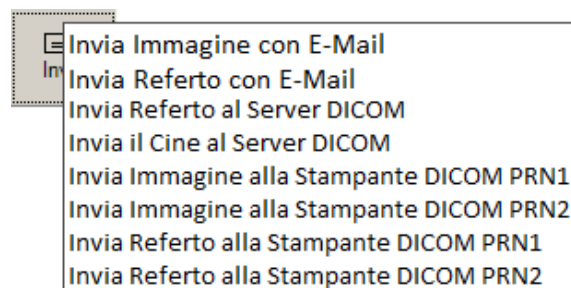 Invia Immagine con E-Mail
Invia Referto con E-Mail
Invia Referto al Server DICOM
Invia il Cine al Server DICOM
Invia Immagine alla Stampante DICOM PRN1
Invia Immagine alla Stampante DICOM PRN2
Invia Referto alla Stampante DICOM PRN1
Invia Referto alla Stampante DICOM PRN2